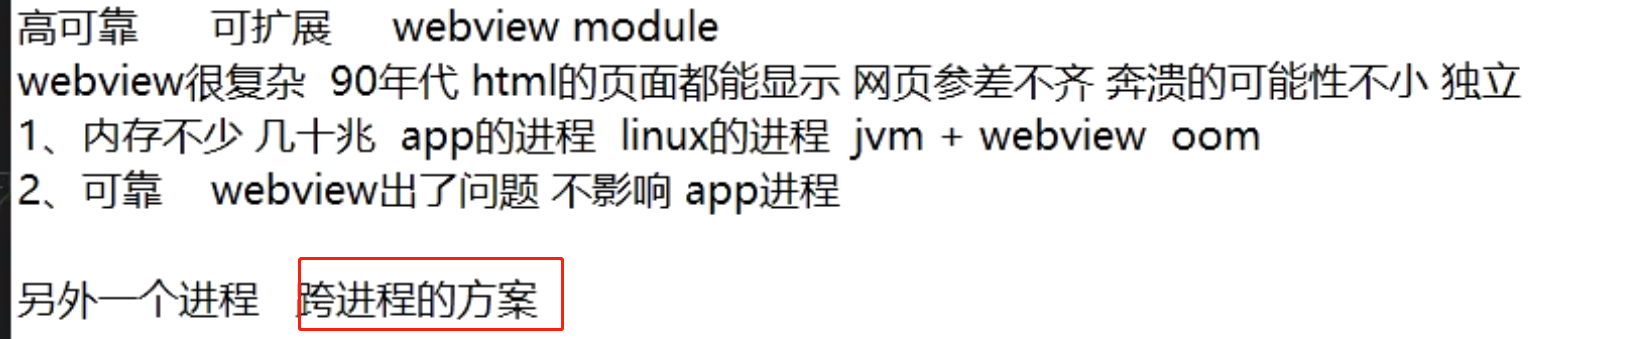 高可靠 可扩展 webview module
webview很复杂 90年代 html的页面都能显示 网页参差不齐 奔溃的可能性不小 独立
1、内存不少 几十兆 app的进程 linux的进程 jvm + webview oom
2、可靠 webview出了问题 不影响 app进程
另外一个进程 跨进程的方案